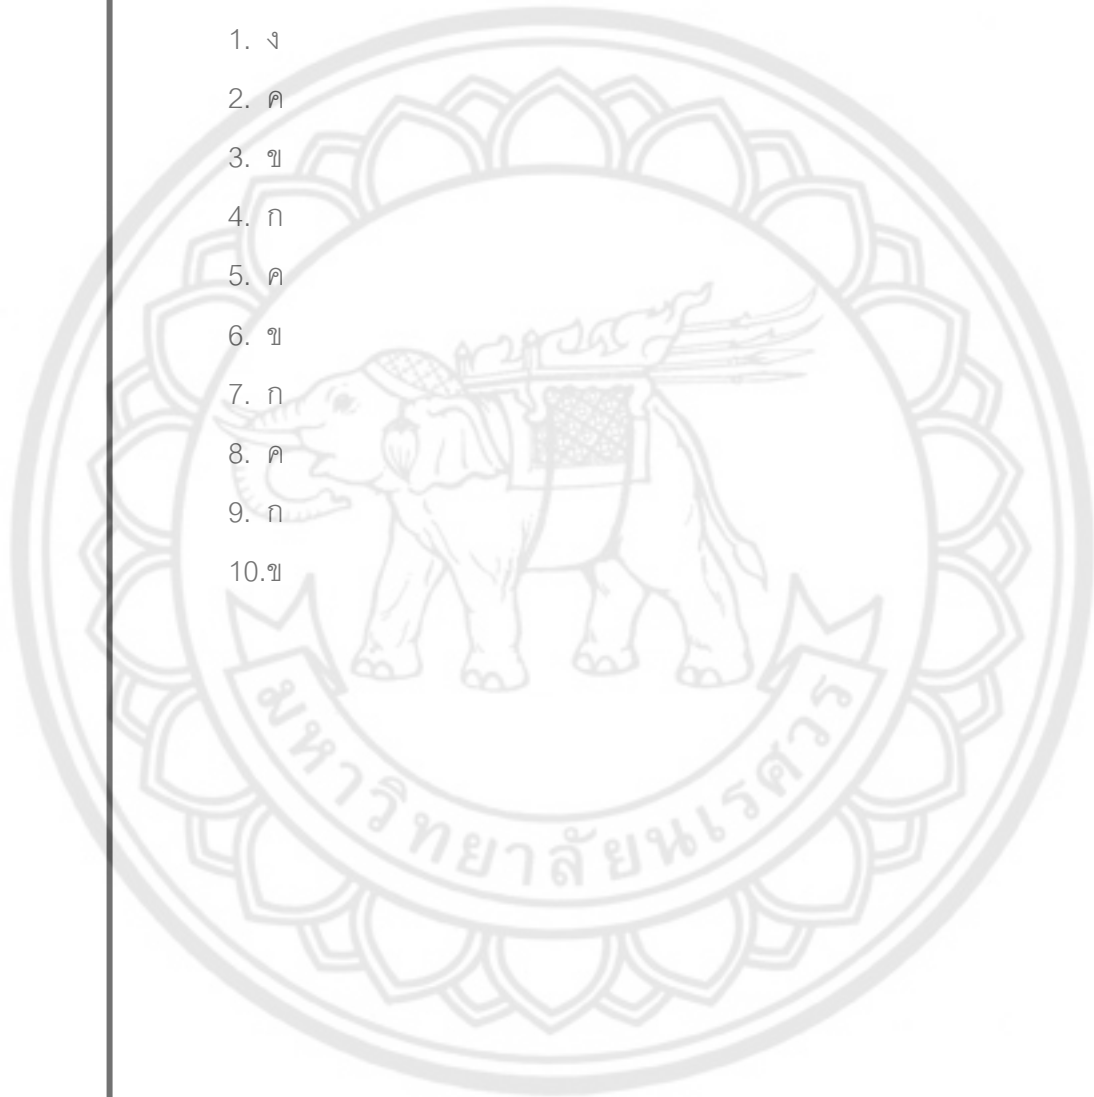 1. ง
2. ค
3. ข
4. ก
5. ค
6. ข
7. ก
8. ค
9. ก
10.ข
มหาวิทยาลัยนเรศวร